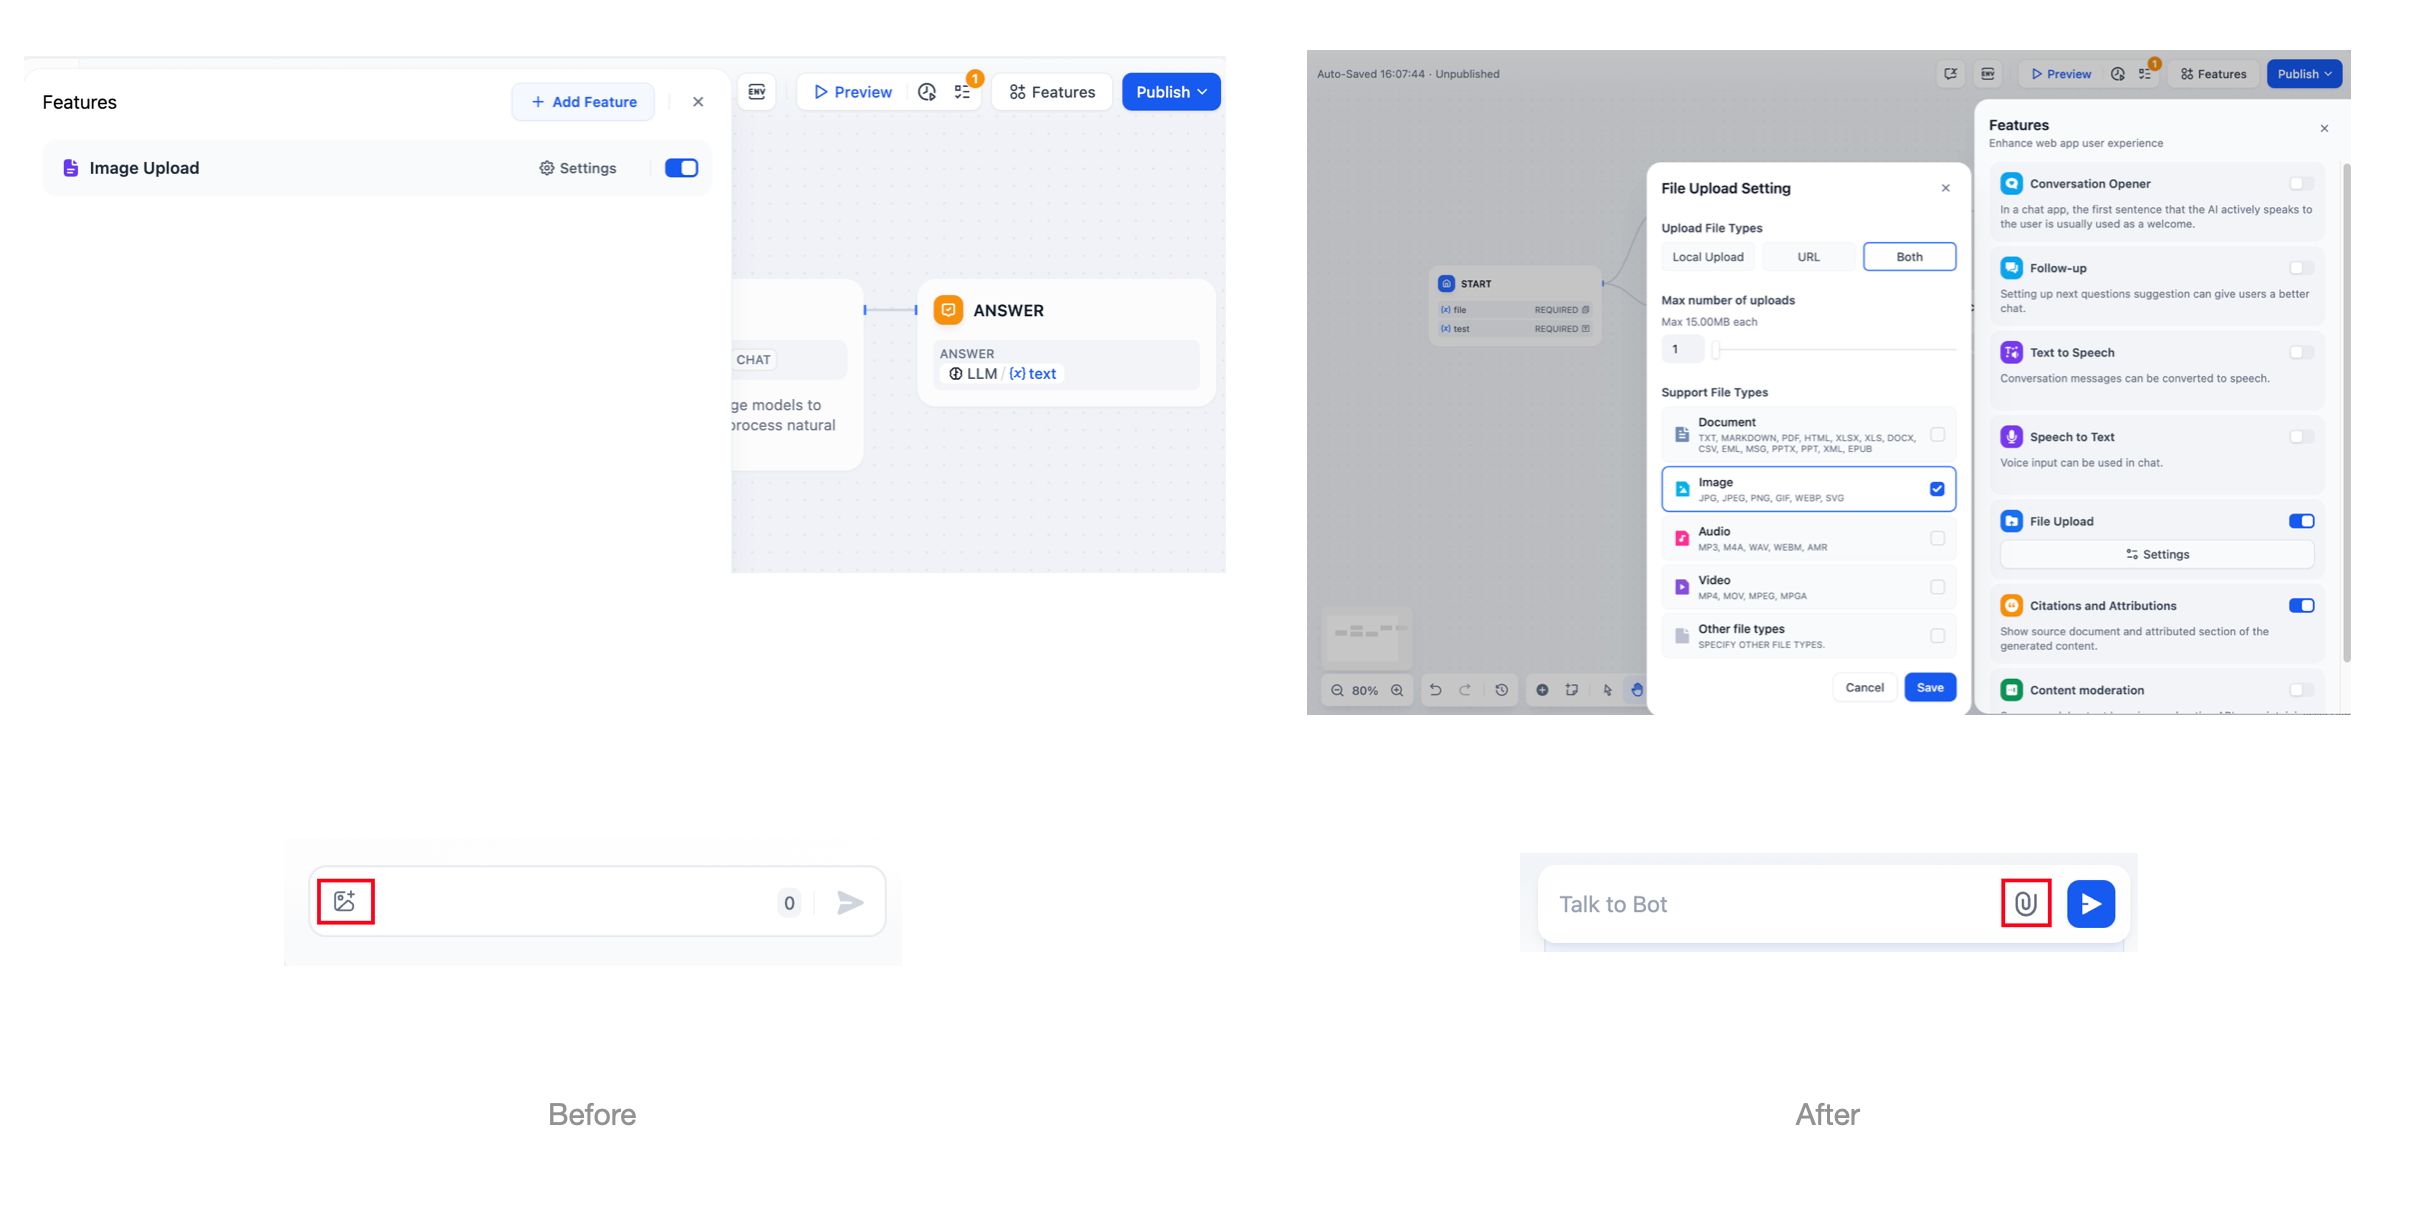 Features
+ Add Feature
Image Upload
Settings
ENV
Preview
1
Features
Publish
CHAT
ge models to
process natural
ANSWER
ANSWER
LLM / {x} text
Auto-Saved 16:07:44 · Unpublished
ENV
Preview
1
Features
Publish
START
{x} file
REQUIRED
{x} test
REQUIRED
80%
File Upload Setting
Upload File Types
Local Upload
URL
Both
Max number of uploads
Max 15.00MB each
1
Support File Types
Document
TXT, MARKDOWN, PDF, HTML, XLSX, XLS, DOCX,
CSV, EML, MSG, PPTX, PPT, XML, EPUB
Image
JPG, JPEG, PNG, GIF, WEBP, SVG
Audio
MP3, M4A, WAV, WEBM, AMR
Video
MP4, MOV, MPEG, MPGA
Other file types
SPECIFY OTHER FILE TYPES.
Cancel
Save
Features
Enhance web app user experience
Conversation Opener
In a chat app, the first sentence that the AI actively speaks to
the user is usually used as a welcome.
Follow-up
Setting up next questions suggestion can give users a better
chat.
Text to Speech
Conversation messages can be converted to speech.
Speech to Text
Voice input can be used in chat.
File Upload
Settings
Citations and Attributions
Show source document and attributed section of the
generated content.
Content moderation
0
Talk to Bot
Before
After